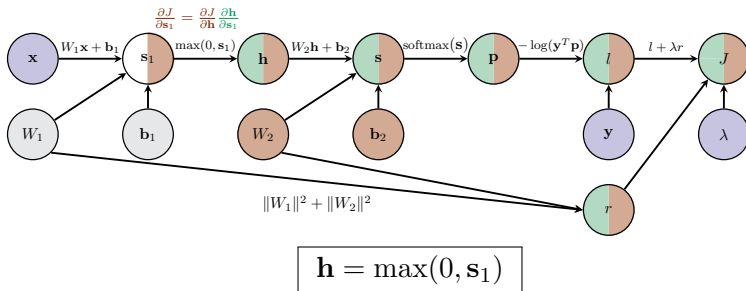 ∂J/∂s₁ = ∂J/∂h ∂h/∂s₁
W₁x + b₁ max(0, s₁) W₂h + b₂ softmax(s) − log(yᵀp) l + λr
x s₁ h s p l J
W₁ b₁ W₂ b₂ y λ
‖W₁‖² + ‖W₂‖² r
h = max(0, s₁)